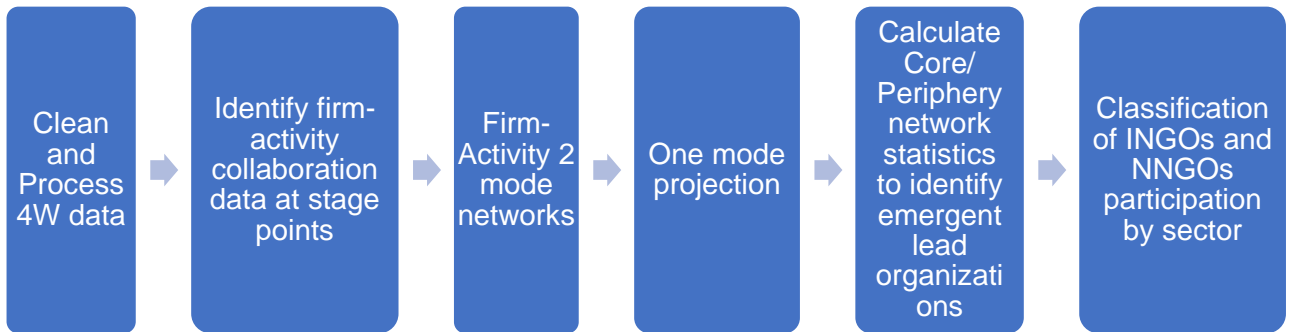 Clean
and
Process
4W data
Identify firm-
activity
collaboration
data at stage
points
Firm-
Activity 2
mode
networks
One mode
projection
Calculate
Core/
Periphery
network
statistics
to identify
emergent
lead
organizati
ons
Classification
of INGOs and
NNGOs
participation
by sector